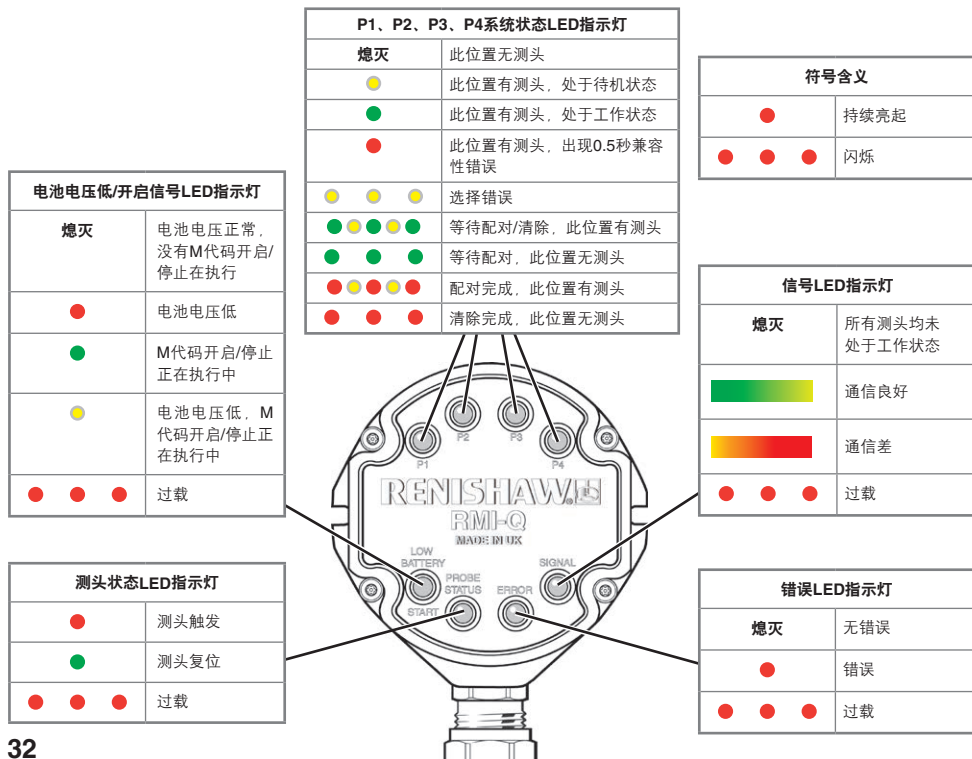 P1、P2、P3、P4系统状态LED指示灯
熄灭
此位置无测头
此位置有测头，处于待机状态
此位置有测头，处于工作状态
此位置有测头，出现0.5秒兼容
性错误
选择错误
等待配对/清除，此位置有测头
等待配对，此位置无测头
配对完成，此位置有测头
清除完成，此位置无测头
符号含义
持续亮起
闪烁
电池电压低/开启信号LED指示灯
熄灭
电池电压正常，
没有M代码开启/
停止在执行
电池电压低
M代码开启/停止
正在执行中
电池电压低，M
代码开启/停止正
在执行中
过载
信号LED指示灯
熄灭
所有测头均未
处于工作状态
通信良好
通信差
过载
P1
P2
P3
P4
RENISHAW
RMI-Q
MADE IN UK
LOW
BATTERY
START
PROBE
STATUS
ERROR
SIGNAL
测头状态LED指示灯
测头触发
测头复位
过载
错误LED指示灯
熄灭
无错误
错误
过载
32